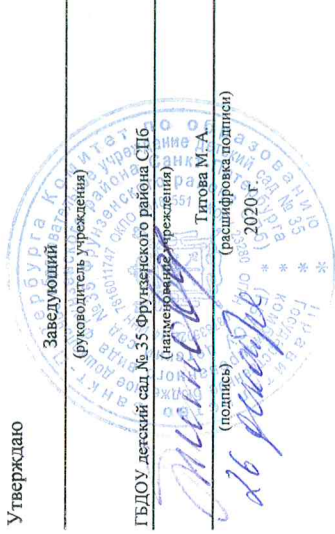 Утверждаю
Заведующий
(руководитель учреждения)
ГБДОУ детский сад № 35 Фрунзенского района СПб
(наименование учреждения)
Титова М.А.
(подпись) (расшифровка подписи)
26 декабря 2020 г.